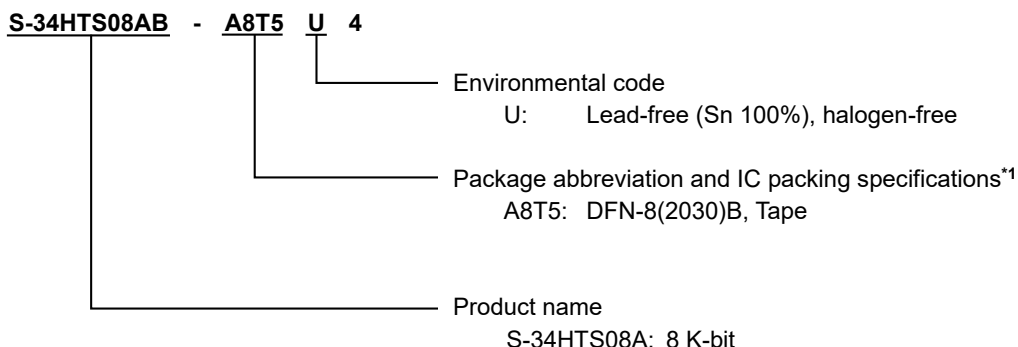 S-34HTS08AB - A8T5 U 4
Environmental code
U: Lead-free (Sn 100%), halogen-free
Package abbreviation and IC packing specifications*1
A8T5: DFN-8(2030)B, Tape
Product name
S-34HTS08A: 8 K-bit